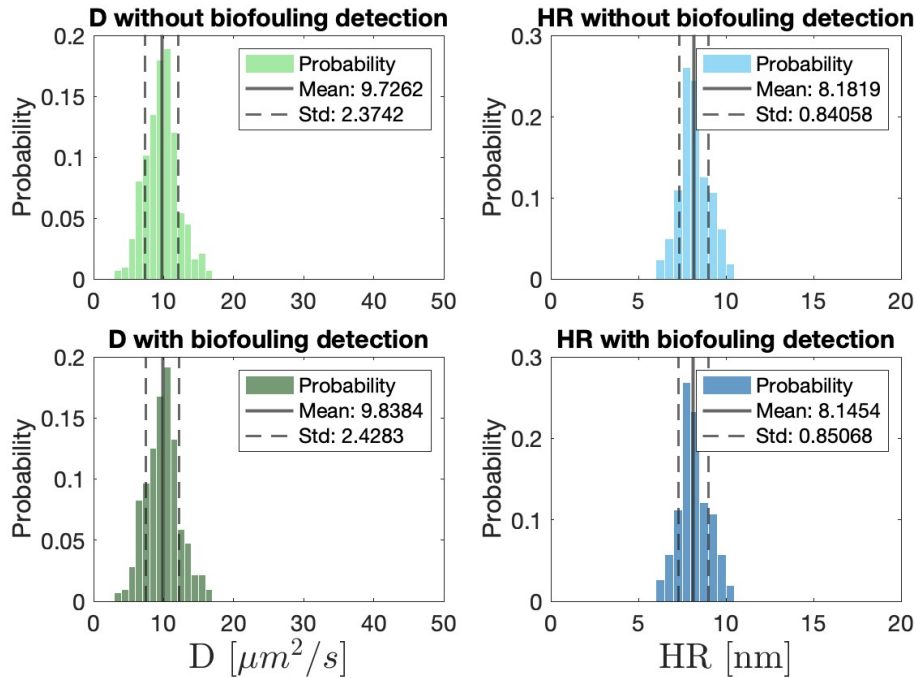 D without biofouling detection
0.2
0.15
0.1
0.05
0
Probability
Probability
Mean: 9.7262
Std: 2.3742
0 10 20 30 40 50
HR without biofouling detection
0.3
0.2
0.1
0
Probability
Probability
Mean: 8.1819
Std: 0.84058
0 5 10 15 20
D with biofouling detection
0.2
0.15
0.1
0.05
0
Probability
Probability
Mean: 9.8384
Std: 2.4283
0 10 20 30 40 50
D [μm²/s]
HR with biofouling detection
0.3
0.2
0.1
0
Probability
Probability
Mean: 8.1454
Std: 0.85068
0 5 10 15 20
HR [nm]